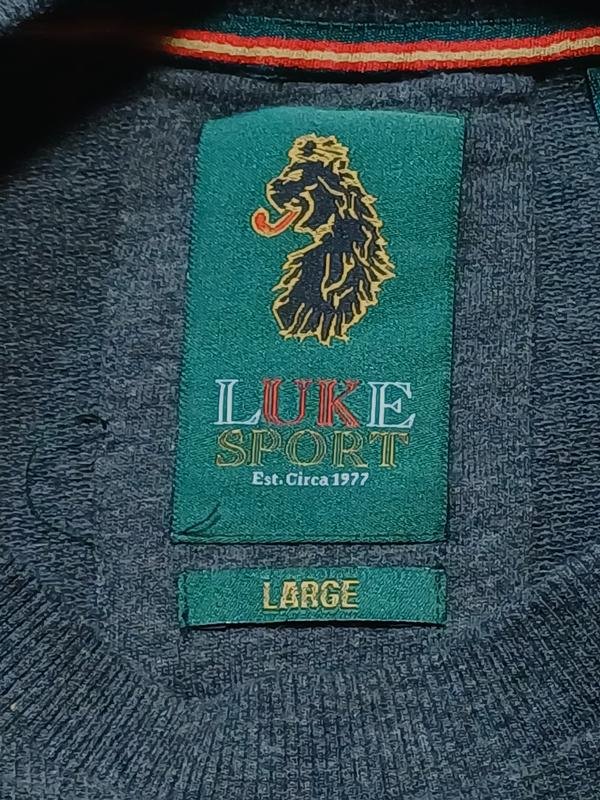 LUKE
SPORT
Est. Circa 1977
LARGE